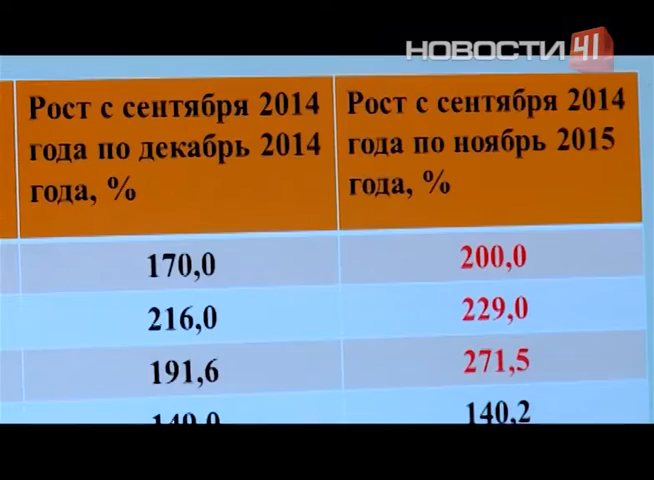 НОВОСТИ 41
Рост с сентября 2014
года по декабрь 2014
года, %
Рост с сентября 2014
года по ноябрь 2015
года, %
170,0
200,0
216,0
229,0
191,6
271,5
140,2